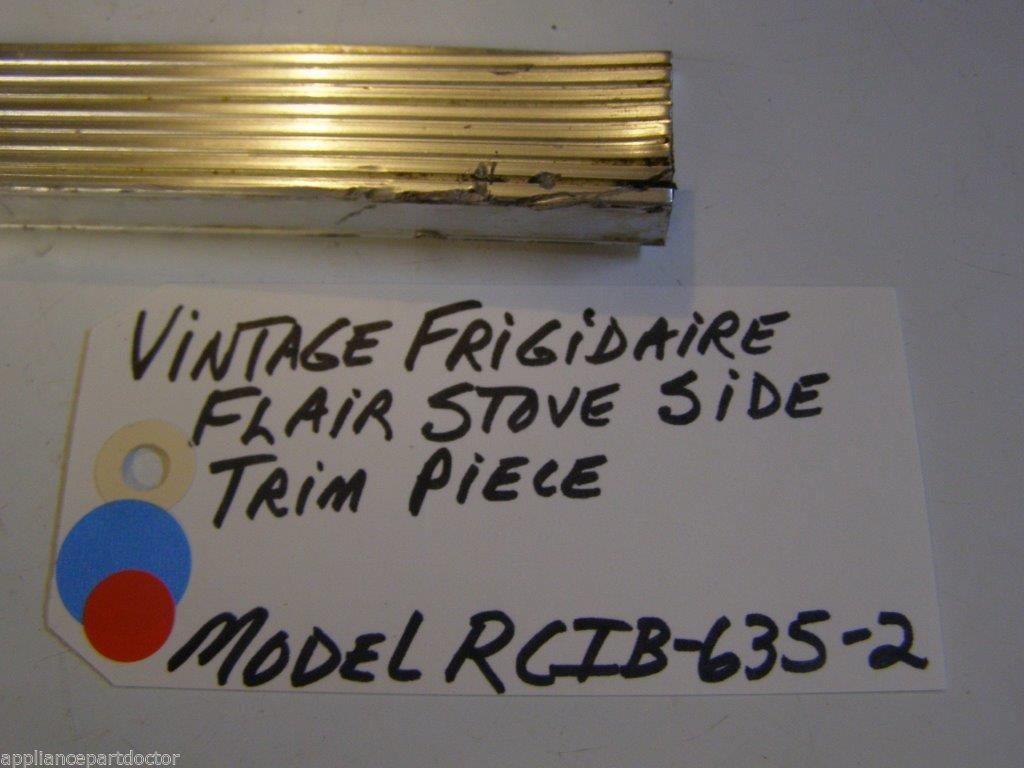 VINTAGE FRiGiDAiRE
FLAiR STOVE SiDE
TRiM PiECE
MODEL RCIB-635-2
appliancepartdoctor